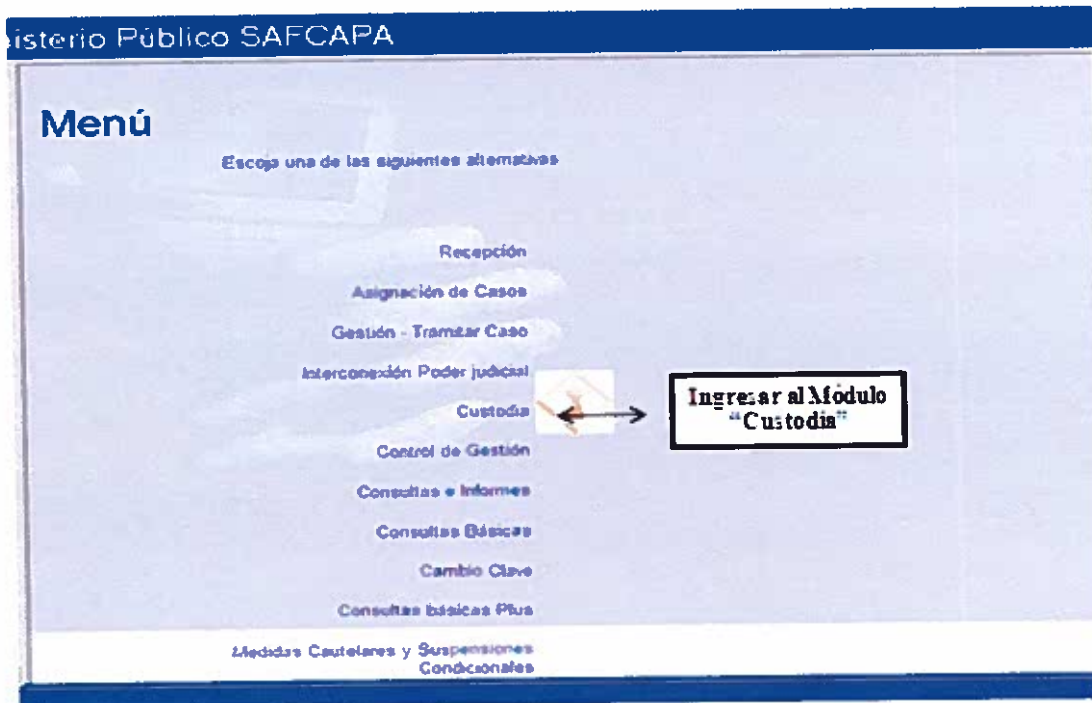 isterio Público SAFCAPA
Menú
Escoja una de las siguientes alternativas
Recepción
Asignación de Casos
Gestión - Tramitar Caso
Interconexión Poder judicial
Custodia
Ingresar al Módulo
"Custodia"
Control de Gestión
Consultas e Informes
Consultas Básicas
Cambio Clave
Consultas básicas Plus
Medidas Cautelares y Suspensiones
Condicionales